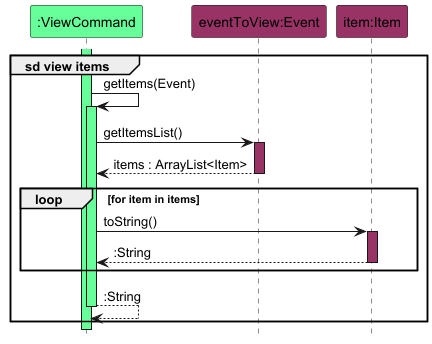 :ViewCommand
eventToView:Event
item:Item
sd view items
getItems(Event)
getItemsList()
items : ArrayList<Item>
loop
[for item in items]
toString()
:String
:String